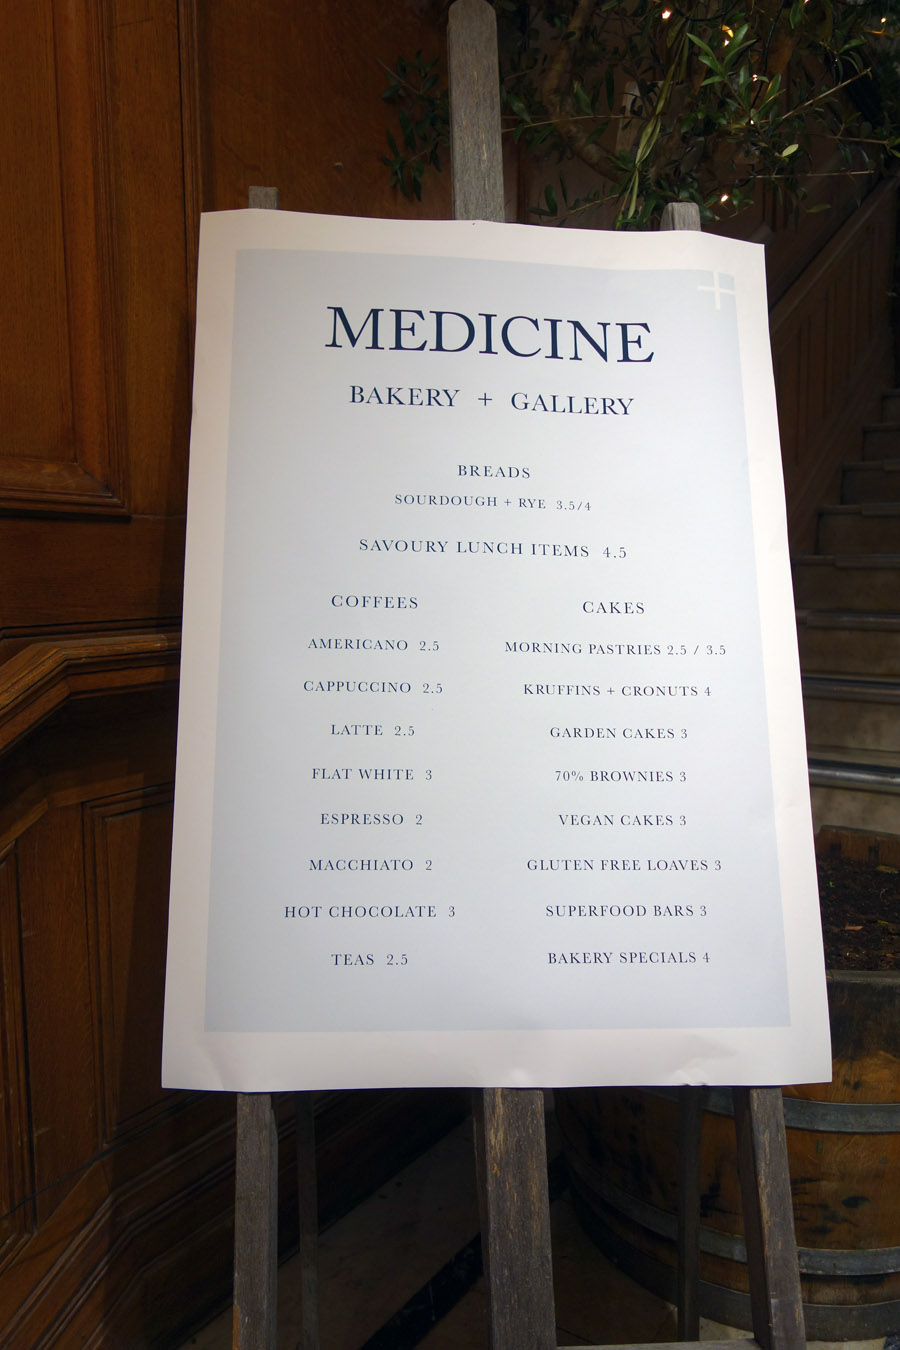 MEDICINE
BAKERY + GALLERY
BREADS
SOURDOUGH + RYE 3.5/4
SAVOURY LUNCH ITEMS 4.5
COFFEES
AMERICANO 2.5
CAPPUCCINO 2.5
LATTE 2.5
FLAT WHITE 3
ESPRESSO 2
MACCHIATO 2
HOT CHOCOLATE 3
TEAS 2.5
CAKES
MORNING PASTRIES 2.5 / 3.5
KRUFFINS + CRONUTS 4
GARDEN CAKES 3
70% BROWNIES 3
VEGAN CAKES 3
GLUTEN FREE LOAVES 3
SUPERFOOD BARS 3
BAKERY SPECIALS 4